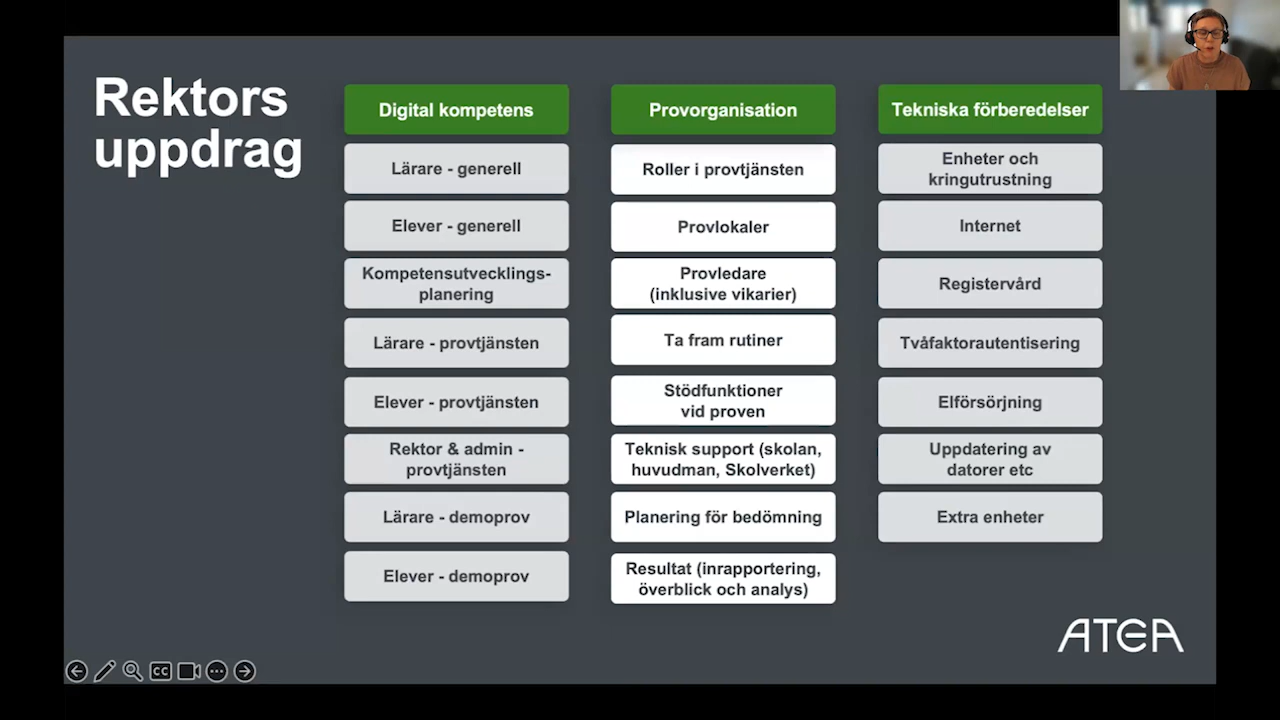 Rektors
uppdrag
Digital kompetens
Lärare - generell
Elever - generell
Kompetensutvecklings-
planering
Lärare - provtjänsten
Elever - provtjänsten
Rektor & admin -
provtjänsten
Lärare - demoprov
Elever - demoprov
Provorganisation
Roller i provtjänsten
Provlokaler
Provledare
(inklusive vikarier)
Ta fram rutiner
Stödfunktioner
vid proven
Teknisk support (skolan,
huvudman, Skolverket)
Planering för bedömning
Resultat (inrapportering,
överblick och analys)
Tekniska förberedelser
Enheter och
kringutrustning
Internet
Registervård
Tvåfaktorautentisering
Elförsörjning
Uppdatering av
datorer etc
Extra enheter
ATEA
CC